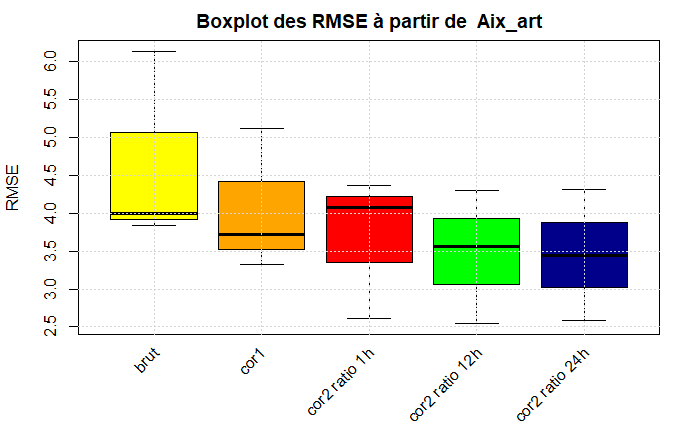 Boxplot des RMSE à partir de  Aix_art
RMSE
6.0
5.5
5.0
4.5
4.0
3.5
3.0
2.5
brut
cor1
cor2 ratio 1h
cor2 ratio 12h
cor2 ratio 24h